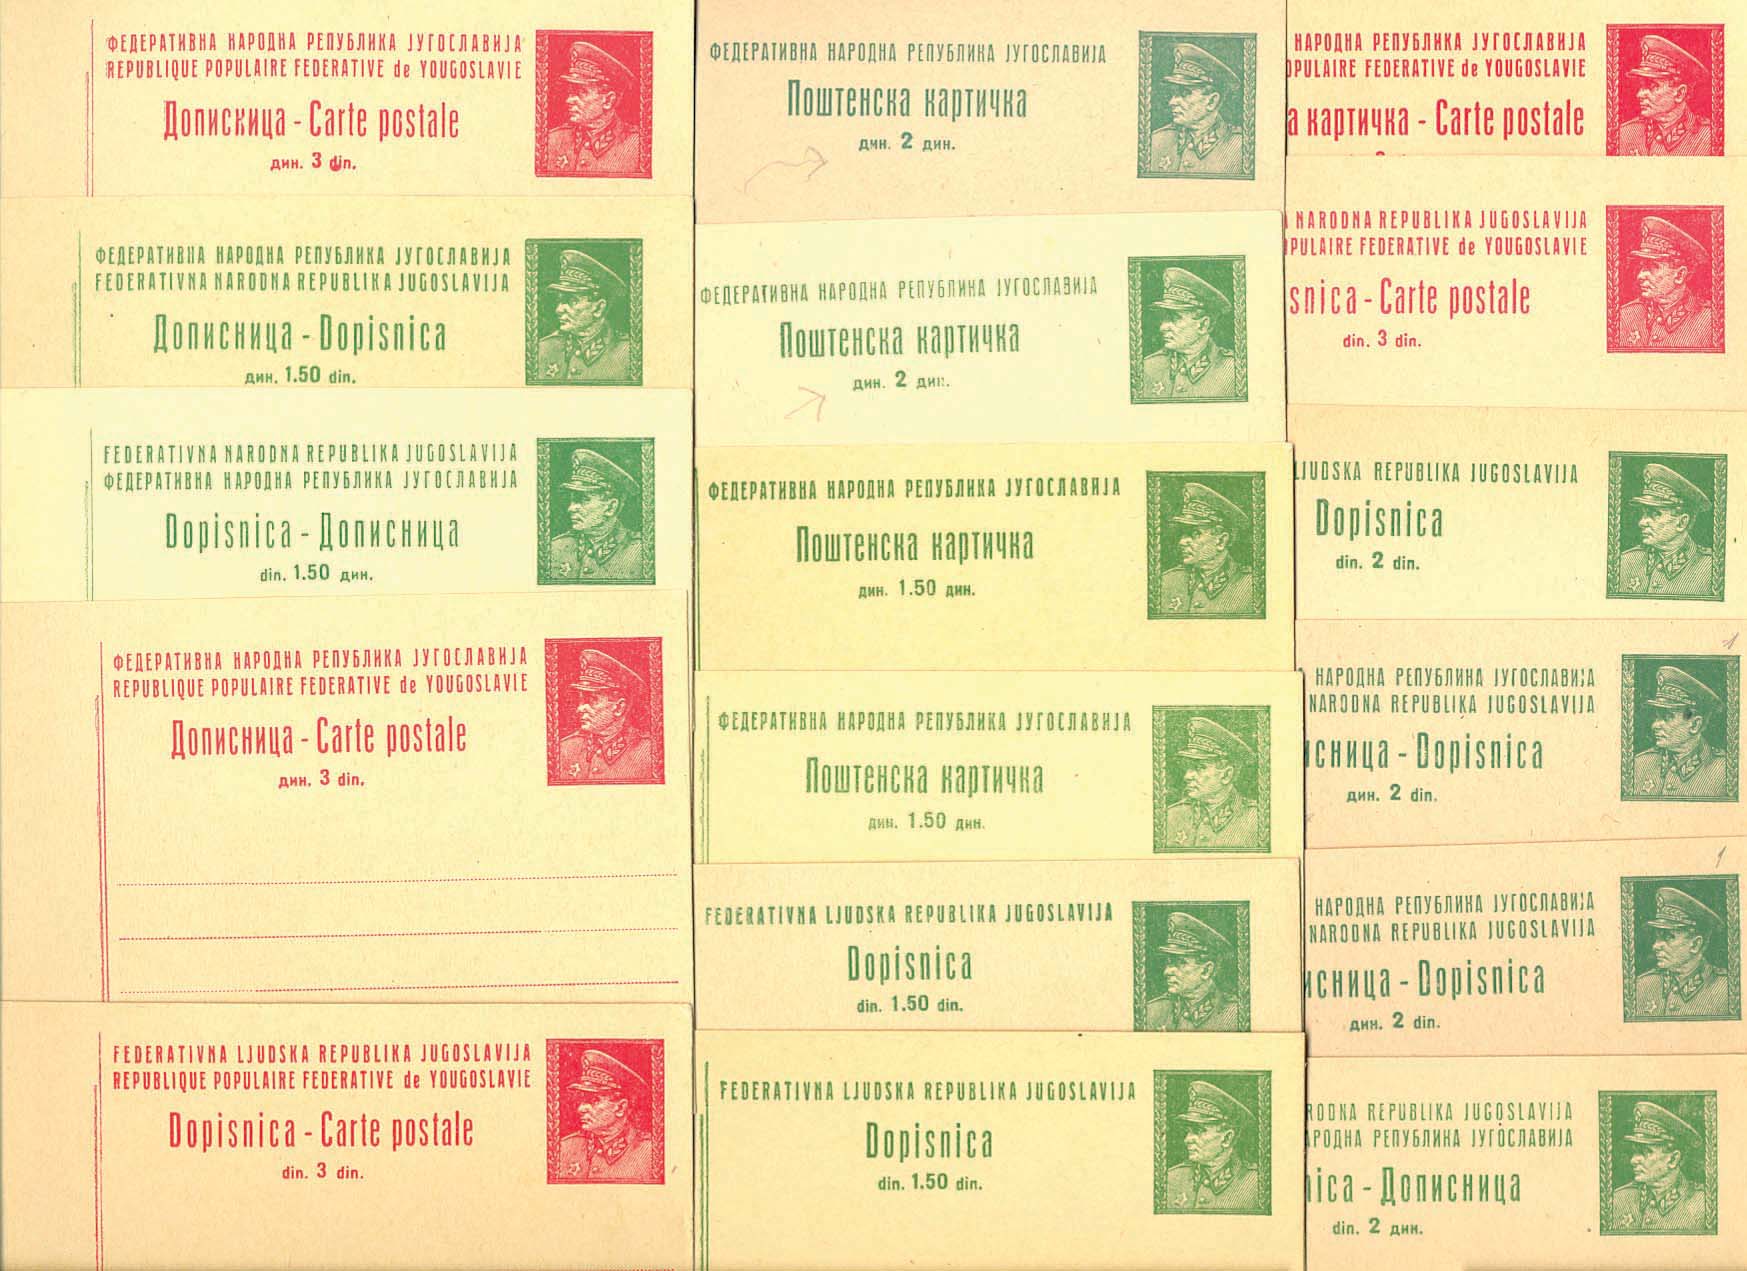 ФЕДЕРАТИВНА НАРОДНА РЕПУБЛИКА ЈУГОСЛАВИЈА
REPUBLIQUE POPULAIRE FEDERATIVE de YOUGOSLAVIE
Дописница - Carte postale
дин. 3 din.
ФЕДЕРАТИВНА НАРОДНА РЕПУБЛИКА ЈУГОСЛАВИЈА
FEDERATIVNA NARODNA REPUBLIKA JUGOSLAVIJA
Дописница - Dopisnica
дин. 1.50 din.
FEDERATIVNA NARODNA REPUBLIKA JUGOSLAVIJA
ФЕДЕРАТИВНА НАРОДНА РЕПУБЛИКА ЈУГОСЛАВИЈА
Dopisnica - Дописница
din. 1.50 дин.
ФЕДЕРАТИВНА НАРОДНА РЕПУБЛИКА ЈУГОСЛАВИЈА
REPUBLIQUE POPULAIRE FEDERATIVE de YOUGOSLAVIE
Дописница - Carte postale
дин. 3 din.
FEDERATIVNA LJUDSKA REPUBLIKA JUGOSLAVIJA
REPUBLIQUE POPULAIRE FEDERATIVE de YOUGOSLAVIE
Dopisnica - Carte postale
din. 3 din.
ФЕДЕРАТИВНА НАРОДНА РЕПУБЛИКА ЈУГОСЛАВИЈА
Поштенска картичка
дин. 2 дин.
ФЕДЕРАТИВНА НАРОДНА РЕПУБЛИКА ЈУГОСЛАВИЈА
Поштенска картичка
дин. 2 дин.
ФЕДЕРАТИВНА НАРОДНА РЕПУБЛИКА ЈУГОСЛАВИЈА
Поштенска картичка
дин. 1.50 дин.
ФЕДЕРАТИВНА НАРОДНА РЕПУБЛИКА ЈУГОСЛАВИЈА
Поштенска картичка
дин. 1.50 дин.
FEDERATIVNA LJUDSKA REPUBLIKA JUGOSLAVIJA
Dopisnica
din. 1.50 din.
FEDERATIVNA LJUDSKA REPUBLIKA JUGOSLAVIJA
Dopisnica
din. 1.50 din.
НАРОДНА РЕПУБЛИКА ЈУГОСЛАВИЈА
OPULAIRE FEDERATIVE de YOUGOSLAVIE
а картичка - Carte postale
NARODNA REPUBLIKA JUGOSLAVIJA
PULAIRE FEDERATIVE de YOUGOSLAVIE
snica - Carte postale
din. 3 din.
LJUDSKA REPUBLIKA JUGOSLAVIJA
Dopisnica
din. 2 din.
НАРОДНА РЕПУБЛИКА ЈУГОСЛАВИЈА
NARODNA REPUBLIKA JUGOSLAVIJA
исница - Dopisnica
дин. 2 din.
НАРОДНА РЕПУБЛИКА ЈУГОСЛАВИЈА
NARODNA REPUBLIKA JUGOSLAVIJA
исница - Dopisnica
дин. 2 din.
RODNA REPUBLIKA JUGOSLAVIJA
АРОДНА РЕПУБЛИКА ЈУГОСЛАВИЈА
nica - Дописница
din. 2 дин.